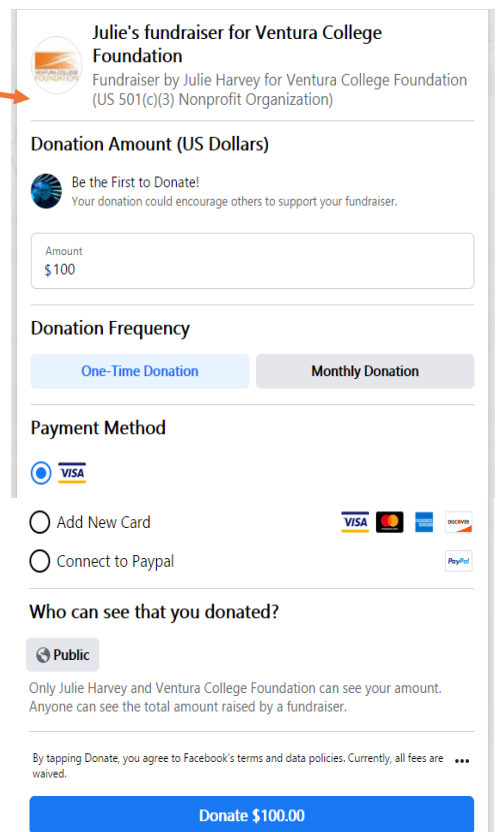 Julie's fundraiser for Ventura College
Foundation
VENTURA COLLEGE
FOUNDATION
Fundraiser by Julie Harvey for Ventura College Foundation
(US 501(c)(3) Nonprofit Organization)
Donation Amount (US Dollars)
Be the First to Donate!
Your donation could encourage others to support your fundraiser.
Amount
$100
Donation Frequency
One-Time Donation Monthly Donation
Payment Method
VISA
Add New Card VISA DISCOVER
Connect to Paypal PayPal
Who can see that you donated?
Public
Only Julie Harvey and Ventura College Foundation can see your amount.
Anyone can see the total amount raised by a fundraiser.
By tapping Donate, you agree to Facebook's terms and data policies. Currently, all fees are
waived.
Donate $100.00